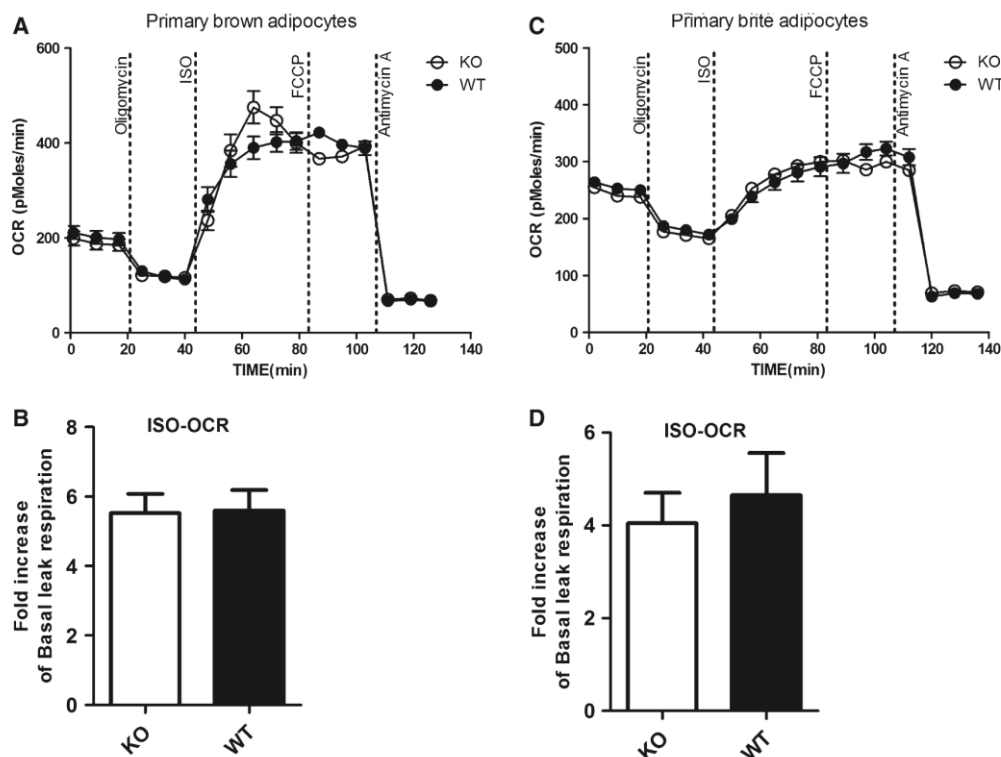 A
Primary brown adipocytes
600
400
200
0
OCR (pMoles/min)
Oligomycin
ISO
FCCP
Antimycin A
KO
WT
0 20 40 60 80 100 120 140
TIME(min)
C
Primary brite adipocytes
500
400
300
200
100
0
OCR (pMoles/min)
Oligomycin
ISO
FCCP
Antimycin A
KO
WT
0 20 40 60 80 100 120 140
TIME(min)
B
ISO-OCR
8
6
4
2
0
Fold increase
of Basal leak respiration
KO WT
D
ISO-OCR
6
4
2
0
Fold increase
of Basal leak respiration
KO WT